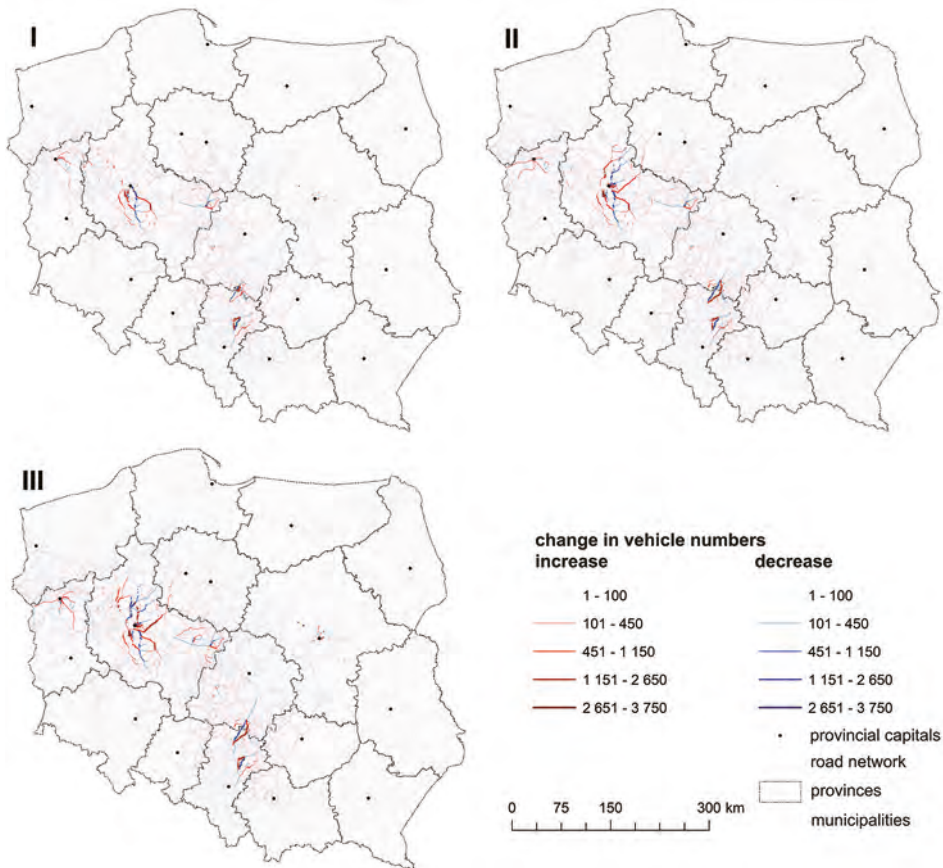 I
II
III
change in vehicle numbers
increase
decrease
1 - 100
1 - 100
101 - 450
101 - 450
451 - 1 150
451 - 1 150
1 151 - 2 650
1 151 - 2 650
2 651 - 3 750
2 651 - 3 750
provincial capitals
road network
provinces
municipalities
0 75 150 300 km